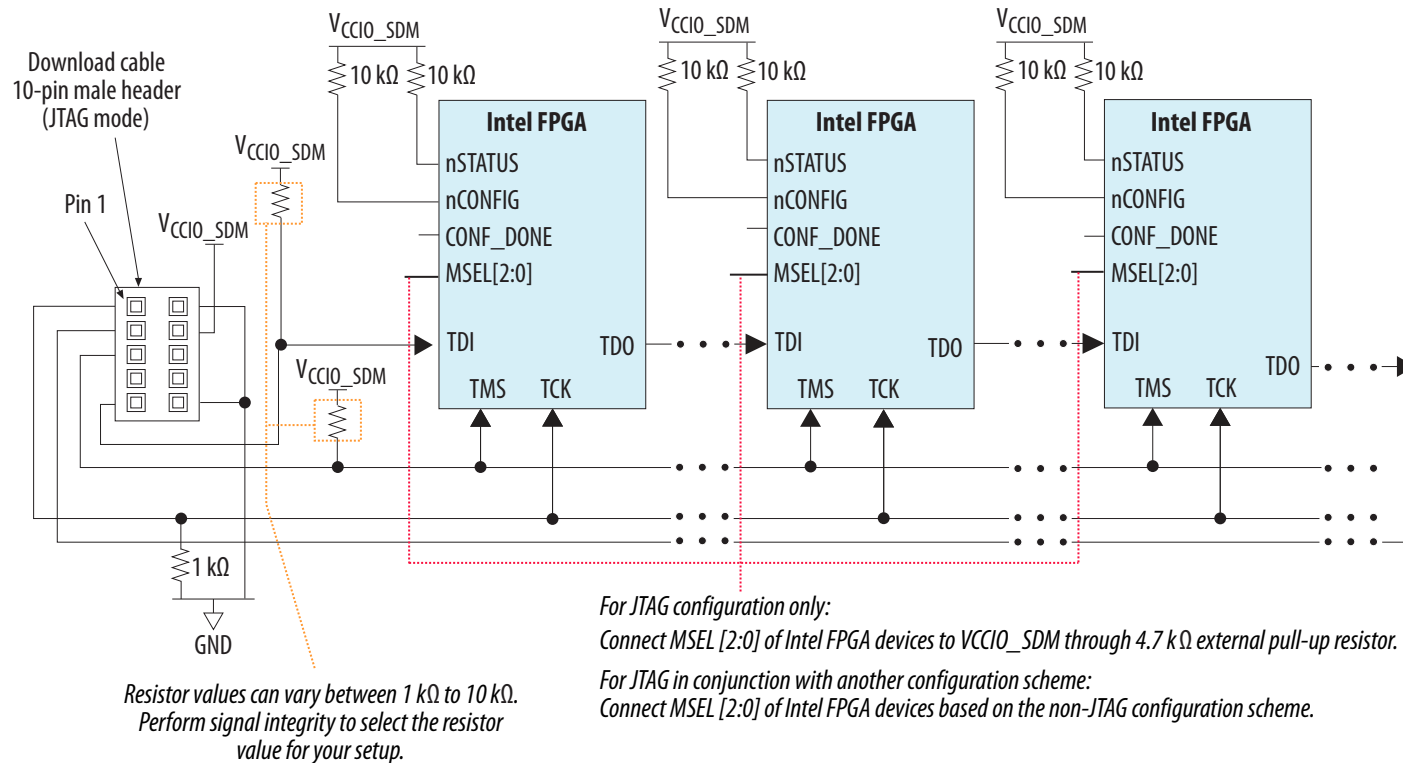 Download cable
10-pin male header
(JTAG mode)
Pin 1
VCCIO_SDM
VCCIO_SDM
VCCIO_SDM
1 kΩ
GND
VCCIO_SDM
10 kΩ
10 kΩ
Intel FPGA
nSTATUS
nCONFIG
CONF_DONE
MSEL[2:0]
TDI
TDO
TMS
TCK
VCCIO_SDM
10 kΩ
10 kΩ
Intel FPGA
nSTATUS
nCONFIG
CONF_DONE
MSEL[2:0]
TDI
TDO
TMS
TCK
VCCIO_SDM
10 kΩ
10 kΩ
Intel FPGA
nSTATUS
nCONFIG
CONF_DONE
MSEL[2:0]
TDI
TDO
TMS
TCK
Resistor values can vary between 1 kΩ to 10 kΩ.
Perform signal integrity to select the resistor
value for your setup.
For JTAG configuration only:
Connect MSEL [2:0] of Intel FPGA devices to VCCIO_SDM through 4.7 kΩ external pull-up resistor.
For JTAG in conjunction with another configuration scheme:
Connect MSEL [2:0] of Intel FPGA devices based on the non-JTAG configuration scheme.